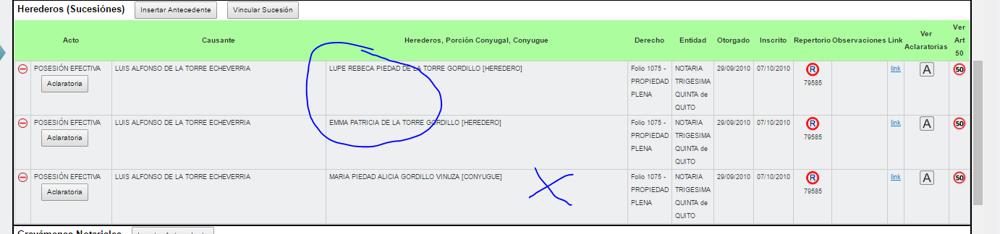 Herederos (Sucesiónes) Insertar Antecedente Vincular Sucesión
Acto Causante Herederos, Porción Conyugal, Conyugue Derecho Entidad Otorgado Inscrito Repertorio Observaciones Link Ver Aclaratorias Ver Art 50
POSESIÓN EFECTIVA LUIS ALFONSO DE LA TORRE ECHEVERRIA LUPE REBECA PIEDAD DE LA TORRE GORDILLO [HEREDERO] Folio 1075 - NOTARIA 29/09/2010 07/10/2010 R link A 50
Aclaratoria PROPIEDAD TRIGESIMA 79585
PLENA QUINTA de
QUITO
POSESIÓN EFECTIVA LUIS ALFONSO DE LA TORRE ECHEVERRIA EMMA PATRICIA DE LA TORRE GORDILLO [HEREDERO] Folio 1075 - NOTARIA 29/09/2010 07/10/2010 R link A 50
Aclaratoria PROPIEDAD TRIGESIMA 79585
PLENA QUINTA de
QUITO
POSESIÓN EFECTIVA LUIS ALFONSO DE LA TORRE ECHEVERRIA MARIA PIEDAD ALICIA GORDILLO VINUZA [CONYUGUE] Folio 1075 - NOTARIA 29/09/2010 07/10/2010 R link A 50
Aclaratoria PROPIEDAD TRIGESIMA 79585
PLENA QUINTA de
QUITO